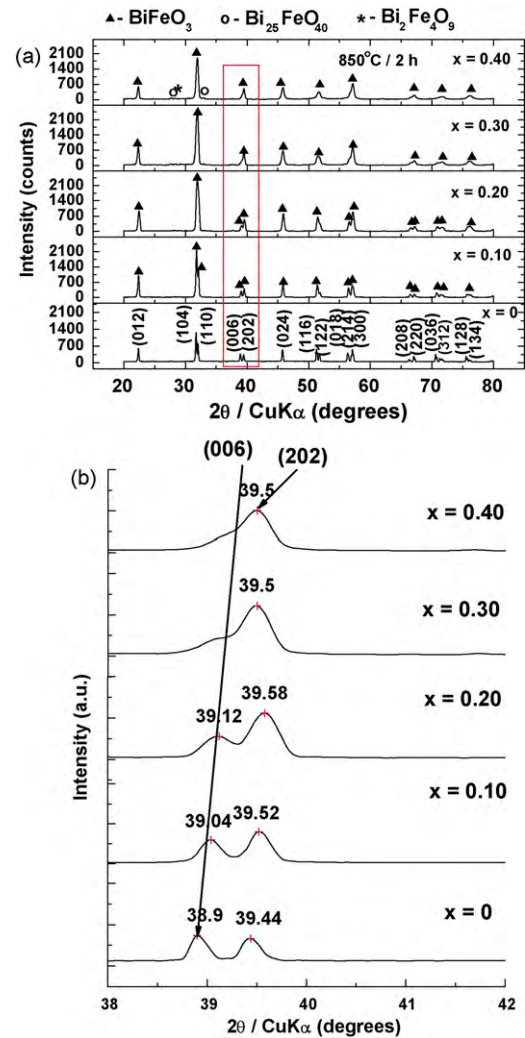 (a) ▲- BiFeO₃ o- Bi₂₅FeO₄₀ *- Bi₂Fe₄O₉
2100 1400 700 0 850°C / 2 h x = 0.40
2100 1400 700 0 x = 0.30
2100 1400 700 0 x = 0.20
2100 1400 700 0 x = 0.10
2100 1400 700 0 x = 0
(012) (104) (110) (006) (202) (024) (116) (122) (018) (214) (300) (208) (220) (036) (312) (128) (134)
Intensity (counts)
20 30 40 50 60 70 80
2θ / CuKα (degrees)
(b) (006) (202)
39.5 x = 0.40
39.5 x = 0.30
39.12 39.58 x = 0.20
39.04 39.52 x = 0.10
38.9 39.44 x = 0
Intensity (a.u.)
38 39 40 41 42
2θ / CuKα (degrees)